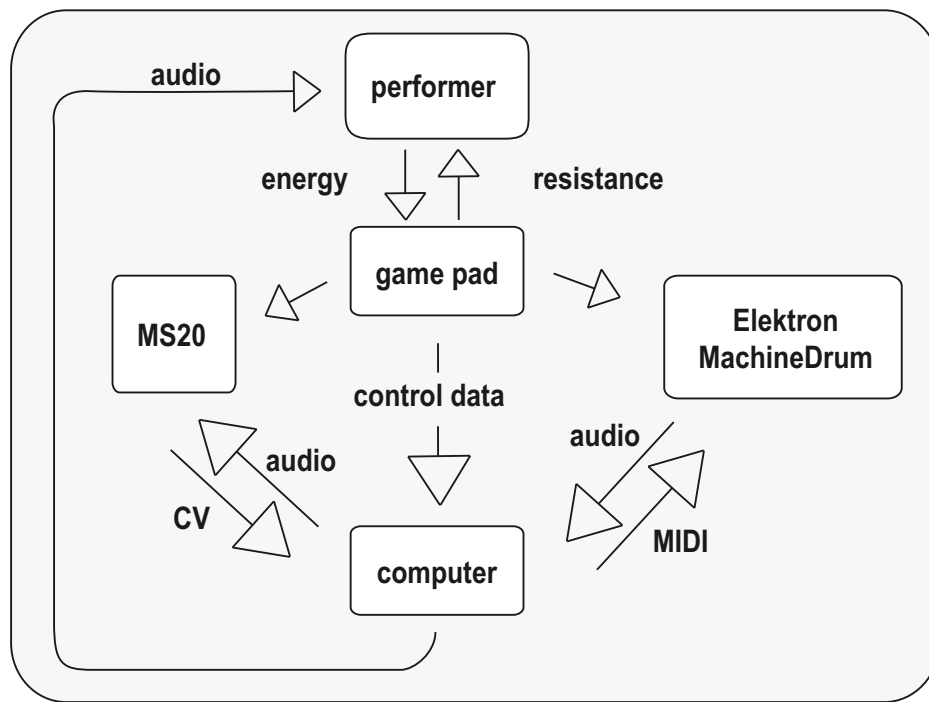 audio
performer
energy
resistance
game pad
MS20
Elektron
MachineDrum
control data
audio
audio
CV
MIDI
computer